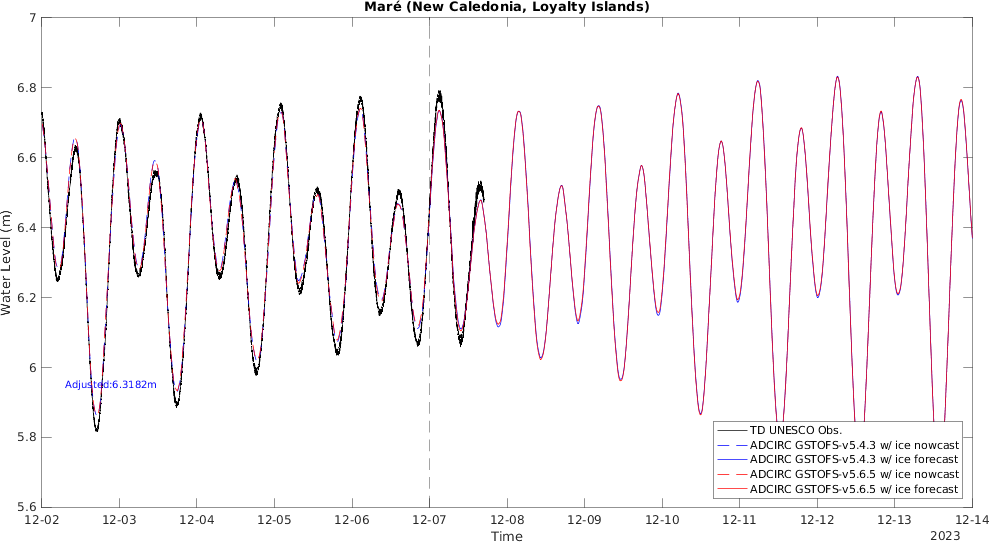 Maré (New Caledonia, Loyalty Islands)
Water Level (m)
7
6.8
6.6
6.4
6.2
6
5.8
5.6
Adjusted:6.3182m
TD UNESCO Obs.
ADCIRC GSTOFS-v5.4.3 w/ ice nowcast
ADCIRC GSTOFS-v5.4.3 w/ ice forecast
ADCIRC GSTOFS-v5.6.5 w/ ice nowcast
ADCIRC GSTOFS-v5.6.5 w/ ice forecast
12-02 12-03 12-04 12-05 12-06 12-07 12-08 12-09 12-10 12-11 12-12 12-13 12-14
Time
2023